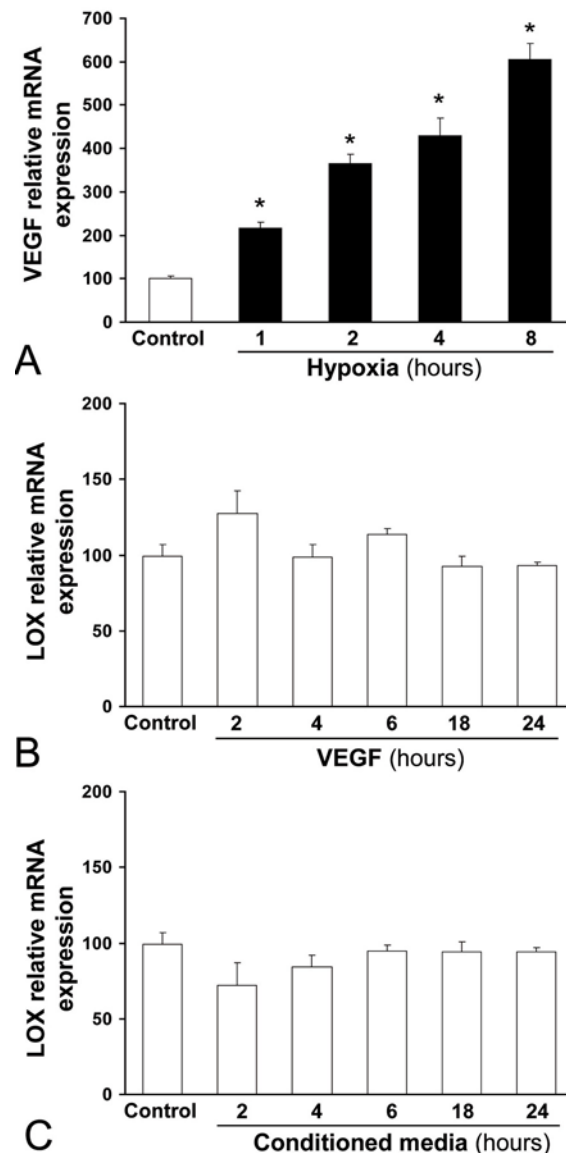 VEGF relative mRNA
expression
700
600
500
400
300
200
100
0
*
*
*
*
Control 1 2 4 8
Hypoxia (hours)
A
LOX relative mRNA
expression
200
150
100
50
0
Control 2 4 6 18 24
VEGF (hours)
B
LOX relative mRNA
expression
200
150
100
50
0
Control 2 4 6 18 24
Conditioned media (hours)
C